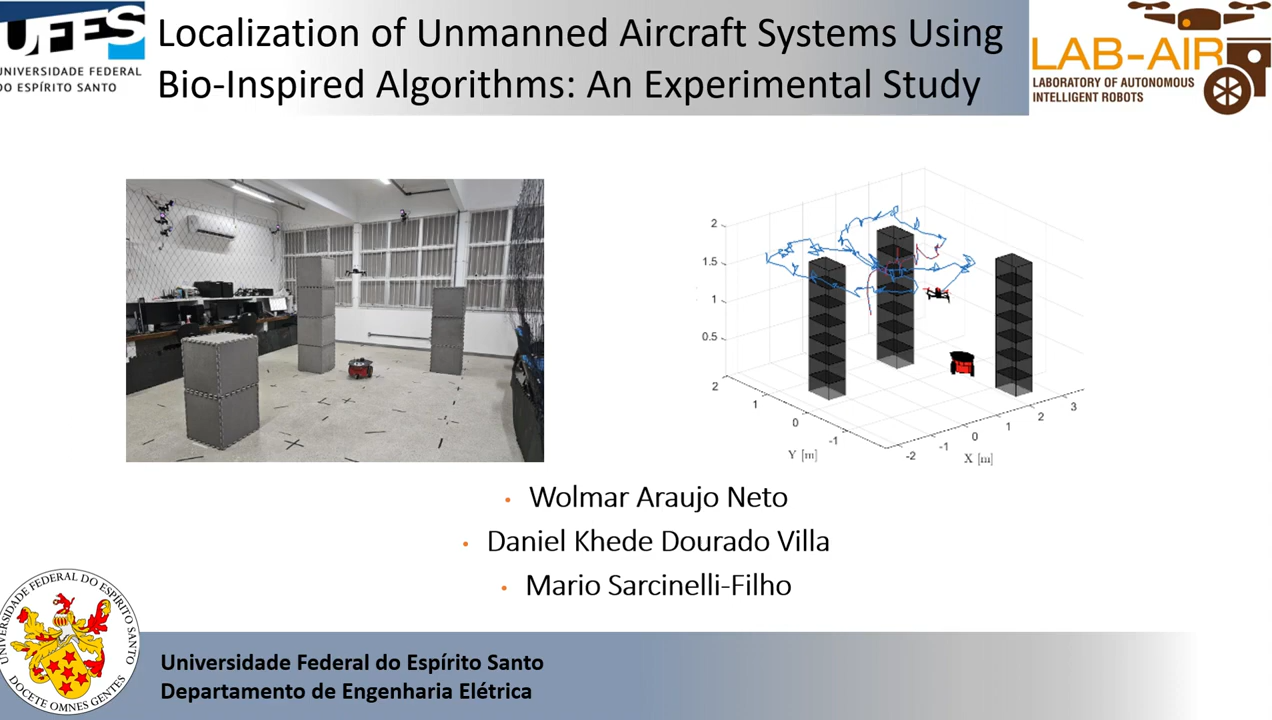 UFES
UNIVERSIDADE FEDERAL
DO ESPÍRITO SANTO
Localization of Unmanned Aircraft Systems Using
Bio-Inspired Algorithms: An Experimental Study
LAB-AIR
LABORATORY OF AUTONOMOUS
INTELLIGENT ROBOTS
2
1.5
1
0.5
2
1
0
-1
Y [m]
-2
-1
0
1
2
3
X [m]
• Wolmar Araujo Neto
• Daniel Khede Dourado Villa
• Mario Sarcinelli-Filho
UNIVERSIDADE FEDERAL DO ESPÍRITO SANTO
DOCETE OMNES GENTES
Universidade Federal do Espírito Santo
Departamento de Engenharia Elétrica